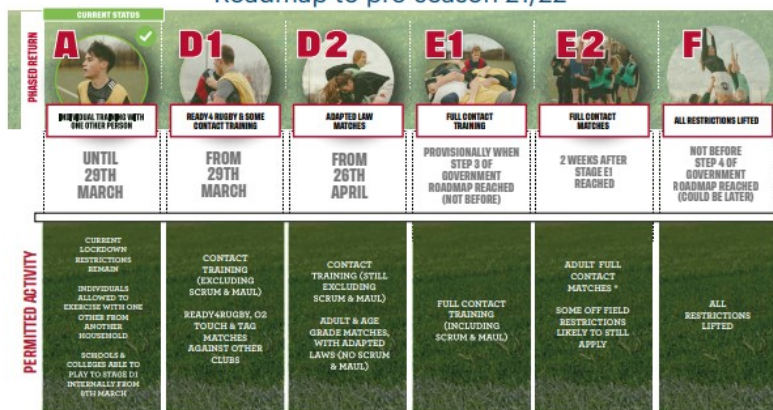 Roadmap to pre-season 21/22
CURRENT STATUS
PHASED RETURN
A
D1
D2
E1
E2
F
INDIVIDUAL TRAINING WITH
ONE OTHER PERSON
READY4 RUGBY & SOME
CONTACT TRAINING
ADAPTED LAW
MATCHES
FULL CONTACT
TRAINING
FULL CONTACT
MATCHES
ALL RESTRICTIONS LIFTED
UNTIL
29TH
MARCH
FROM
29TH
MARCH
FROM
26TH
APRIL
PROVISIONALLY WHEN
STEP 3 OF
GOVERNMENT
ROADMAP REACHED
(NOT BEFORE)
2 WEEKS AFTER
STAGE E1
REACHED
NOT BEFORE
STEP 4 OF
GOVERNMENT
ROADMAP REACHED
(COULD BE LATER)
PERMITTED ACTIVITY
CURRENT
LOCKDOWN
RESTRICTIONS
REMAIN
INDIVIDUALS
ALLOWED TO
EXERCISE WITH ONE
OTHER FROM
ANOTHER
HOUSEHOLD
SCHOOLS &
COLLEGES ABLE TO
PLAY TO STAGE D1
INTERNALLY FROM
8TH MARCH
CONTACT
TRAINING
(EXCLUDING
SCRUM & MAUL)
READY4RUGBY, O2
TOUCH & TAG
MATCHES
AGAINST OTHER
CLUBS
CONTACT
TRAINING (STILL
EXCLUDING
SCRUM & MAUL)
ADULT & AGE
GRADE MATCHES,
WITH ADAPTED
LAWS (NO SCRUM
& MAUL)
FULL CONTACT
TRAINING
(INCLUDING
SCRUM & MAUL)
ADULT FULL
CONTACT
MATCHES *
SOME OFF FIELD
RESTRICTIONS
LIKELY TO STILL
APPLY
ALL
RESTRICTIONS
LIFTED